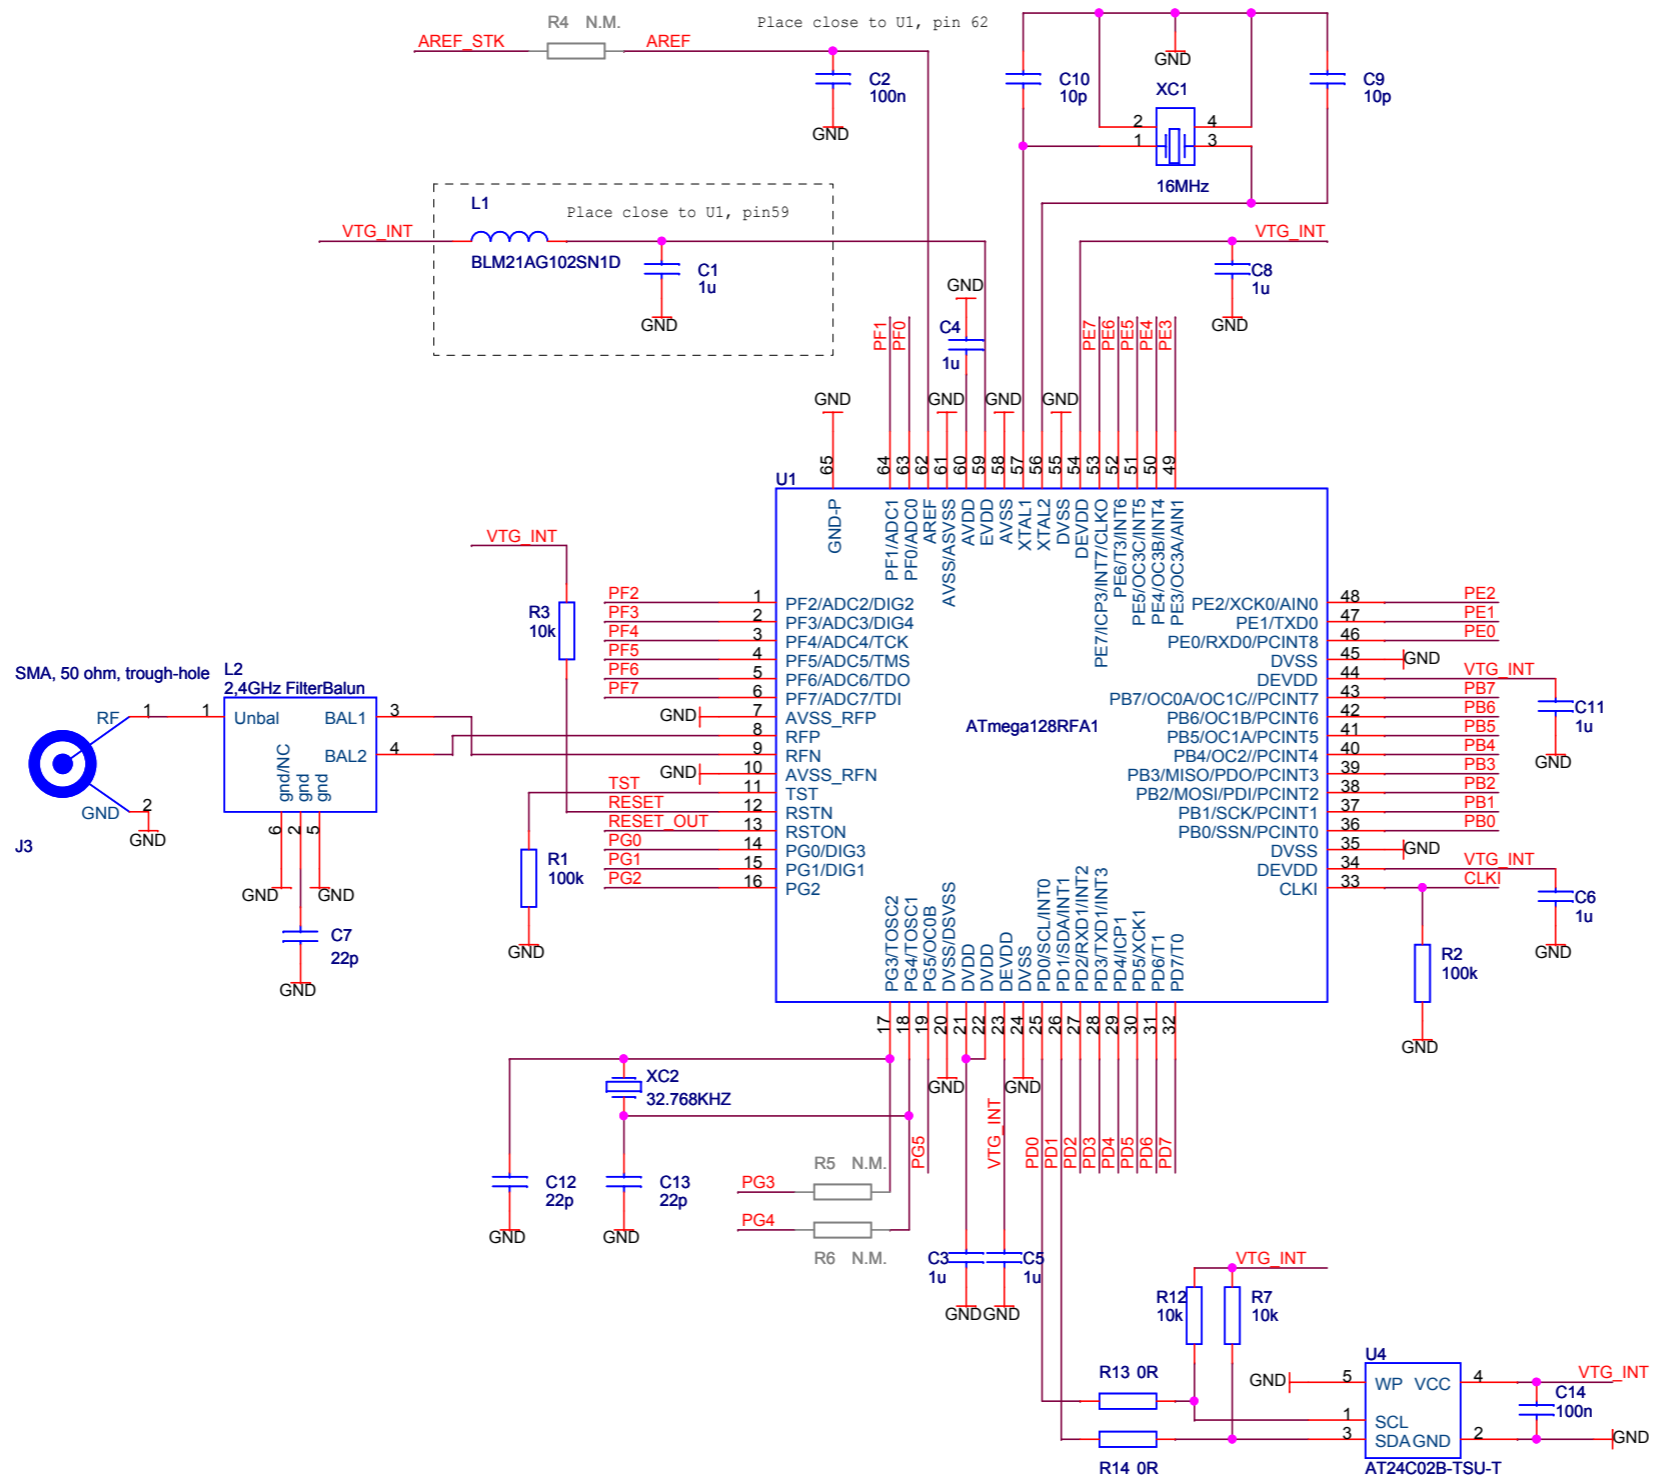 R4 N.M.
Place close to U1, pin 62
AREF_STK
AREF
C2
100n
GND
GND
C10
10p
XC1
C9
10p
2
4
1
3
16MHz
L1
Place close to U1, pin59
VTG_INT
BLM21AG102SN1D
C1
1u
GND
VTG_INT
C8
1u
GND
GND
C4
1u
PF1
PF0
PE7
PE6
PE5
PE4
PE3
GND
GND
GND
GND
65
64
63
62
61
60
59
58
57
56
55
54
53
52
51
50
49
U1
GND-P
PF1/ADC1
PF0/ADC0
AREF
AVSS/ASVSS
AVDD
EVDD
AVSS
XTAL1
XTAL2
DVSS
DEVDD
PE7/ICP3/INT7/CLKO
PE6/T3/INT6
PE5/OC3C/INT5
PE4/OC3B/INT4
PE3/OC3A/AIN1
VTG_INT
R3
10k
PF2 1 PF2/ADC2/DIG2
PF3 2 PF3/ADC3/DIG4
PF4 3 PF4/ADC4/TCK
PF5 4 PF5/ADC5/TMS
PF6 5 PF6/ADC6/TDO
PF7 6 PF7/ADC7/TDI
GND 7 AVSS_RFP
8 RFP
9 RFN
GND 10 AVSS_RFN
TST 11 TST
RESET 12 RSTN
RESET_OUT 13 RSTON
PG0 14 PG0/DIG3
PG1 15 PG1/DIG1
PG2 16 PG2
ATmega128RFA1
PE2/XCK0/AIN0 48 PE2
PE1/TXD0 47 PE1
PE0/RXD0/PCINT8 46 PE0
DVSS 45 GND
DEVDD 44 VTG_INT
PB7/OC0A/OC1C//PCINT7 43 PB7
PB6/OC1B/PCINT6 42 PB6
PB5/OC1A/PCINT5 41 PB5
PB4/OC2//PCINT4 40 PB4
PB3/MISO/PDO/PCINT3 39 PB3
PB2/MOSI/PDI/PCINT2 38 PB2
PB1/SCK/PCINT1 37 PB1
PB0/SSN/PCINT0 36 PB0
DVSS 35 GND
DEVDD 34 VTG_INT
CLKI 33 CLKI
C11
1u
GND
C6
1u
GND
R2
100k
GND
SMA, 50 ohm, trough-hole
L2
2,4GHz FilterBalun
RF 1
1 Unbal
BAL1 3
BAL2 4
gnd/NC
gnd
gnd
GND 2
GND
J3
6
2
5
GND
GND
C7
22p
GND
R1
100k
GND
PG3/TOSC2
PG4/TOSC1
PG5/OC0B
DVSS/DSVSS
DVDD
DVDD
DEVDD
DVSS
PD0/SCL/INT0
PD1/SDA/INT1
PD2/RXD1/INT2
PD3/TXD1/INT3
PD4/ICP1
PD5/XCK1
PD6/T1
PD7/T0
17
18
19
20
21
22
23
24
25
26
27
28
29
30
31
32
XC2
32.768KHZ
GND
GND
PG5
VTG_INT
PD0
PD1
PD2
PD3
PD4
PD5
PD6
PD7
C12
22p
GND
C13
22p
GND
R5 N.M.
PG3
PG4
R6 N.M.
C3
1u
GND
C5
1u
GND
VTG_INT
R12
10k
R7
10k
R13 0R
R14 0R
U4
GND 5 WP
VCC 4 VTG_INT
1 SCL
3 SDA
GND 2 GND
C14
100n
AT24C02B-TSU-T